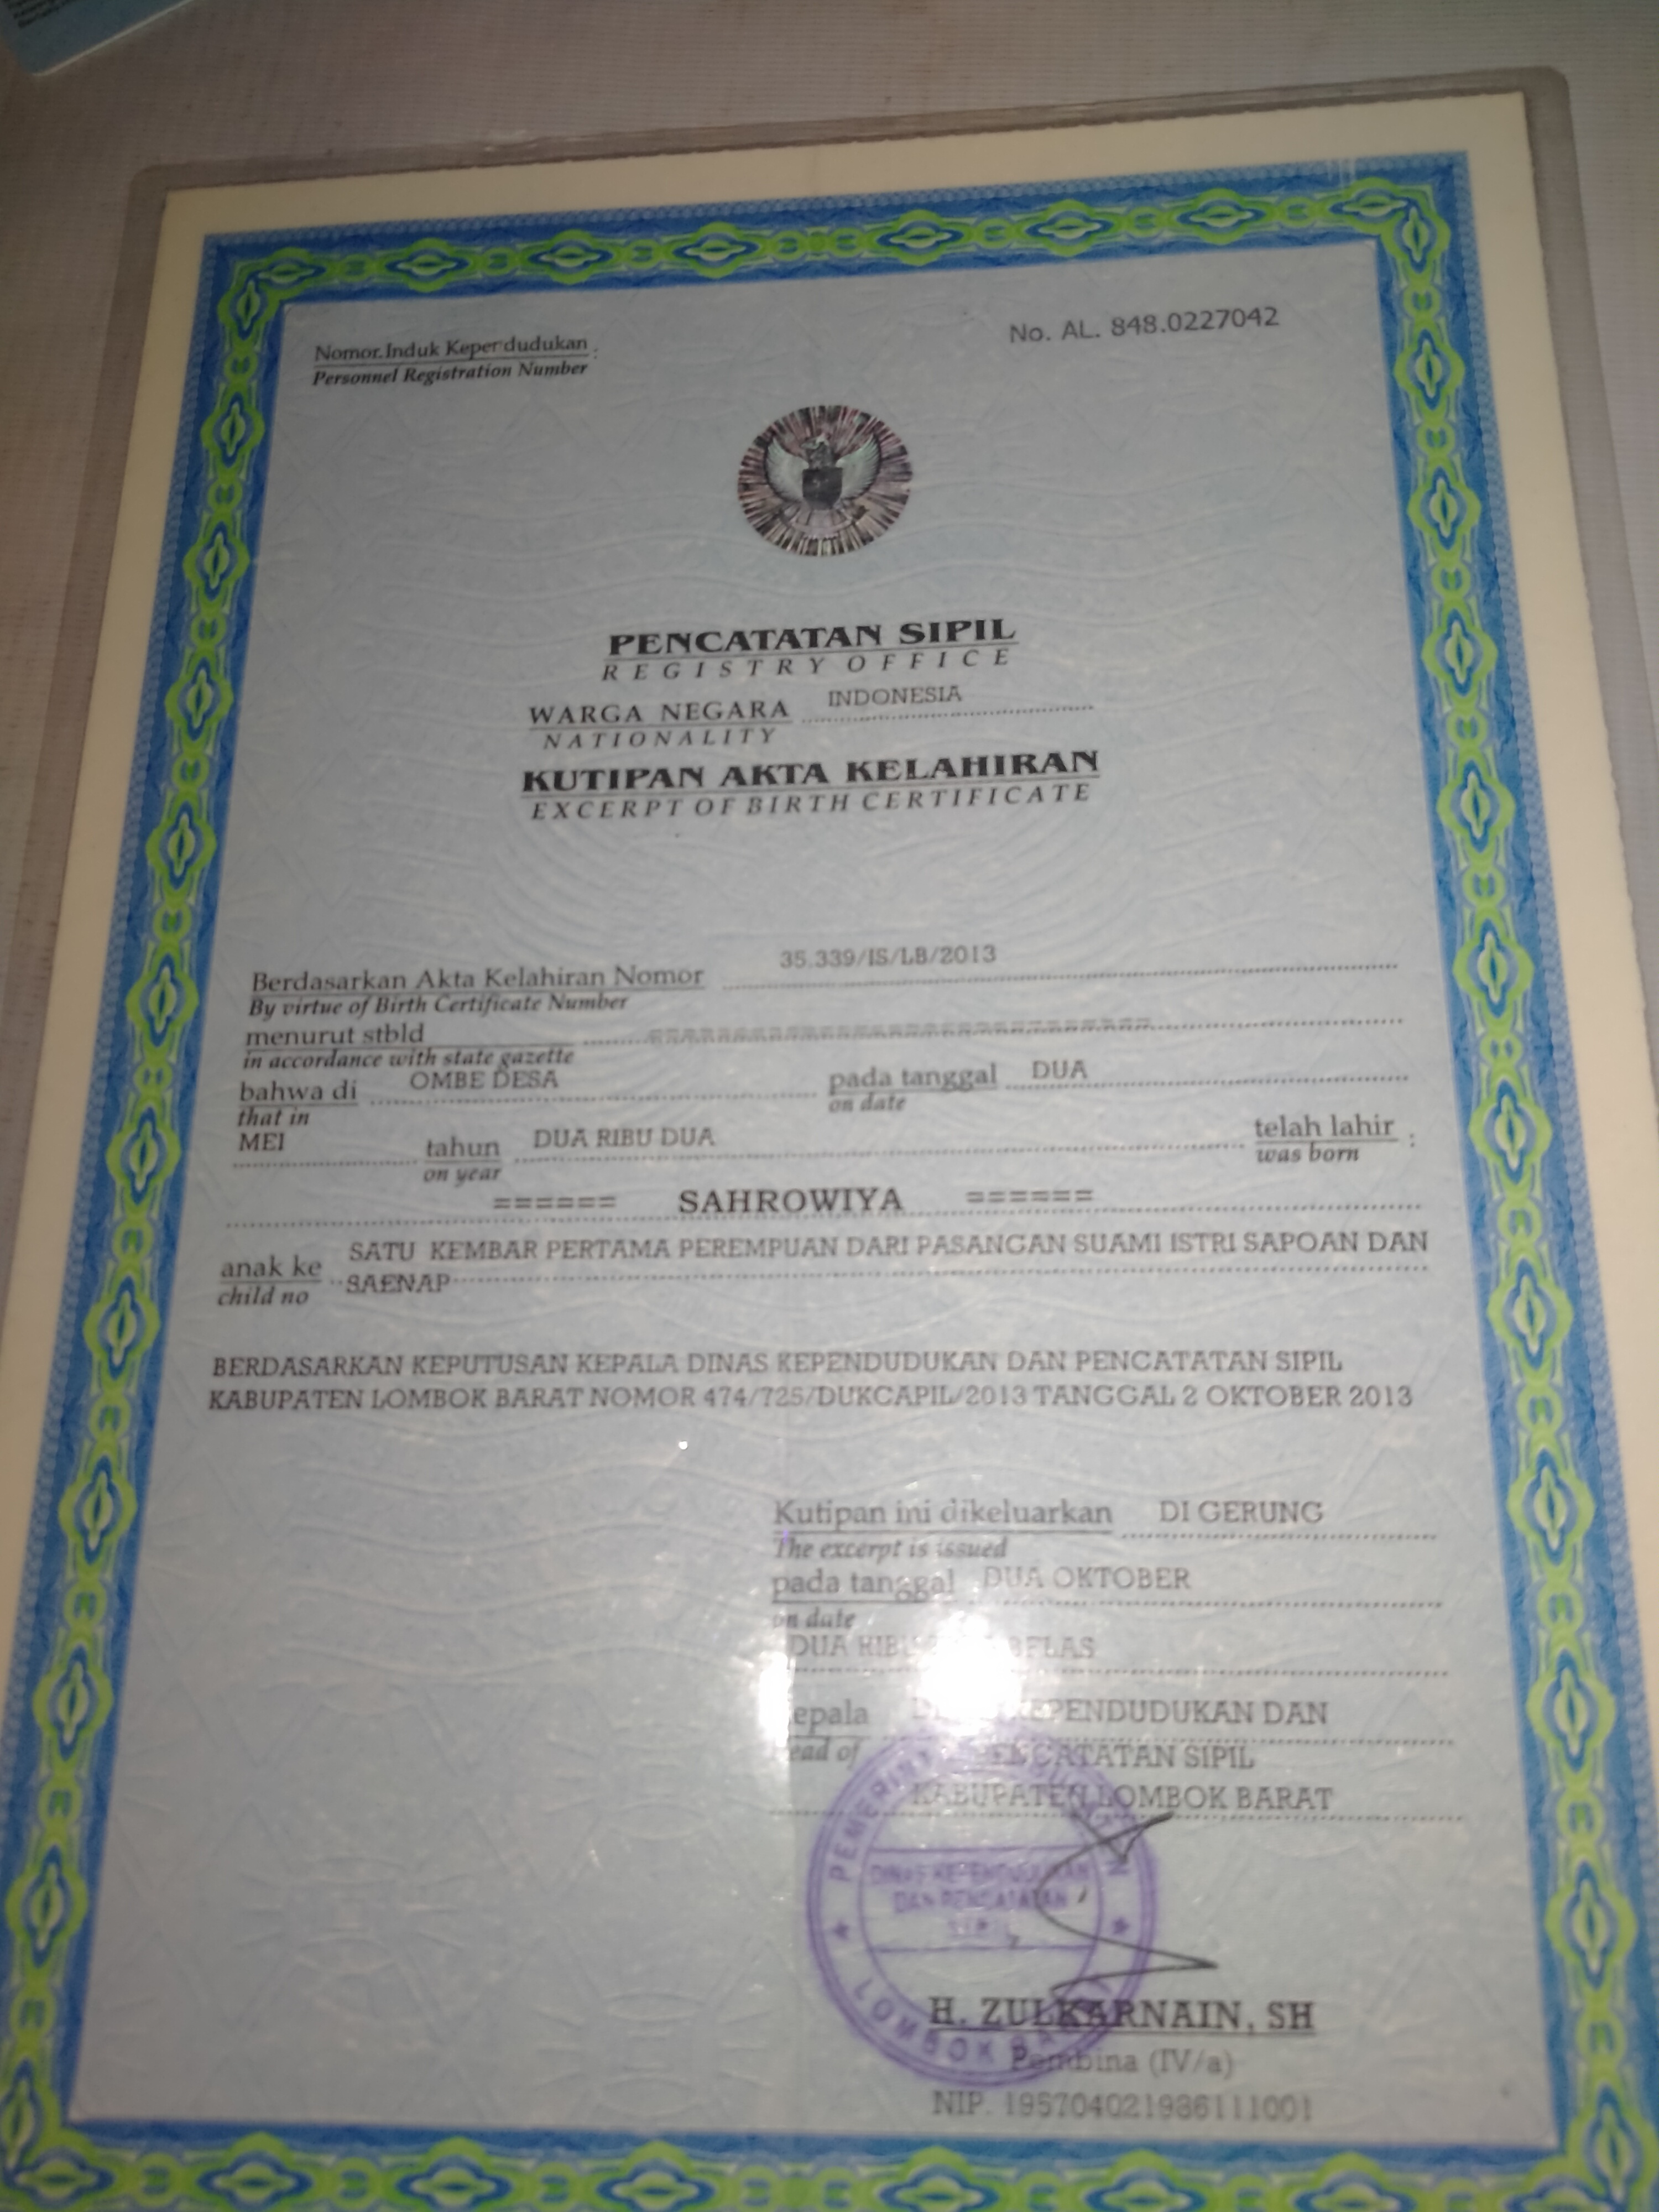 No. AL. 848.0227042
Nomor Induk Keperdudukan :
Personnel Registration Number
PENCATATAN SIPIL
REGISTRY OFFICE
WARGA NEGARA INDONESIA
NATIONALITY
KUTIPAN AKTA KELAHIRAN
EXCERPT OF BIRTH CERTIFICATE
Berdasarkan Akta Kelahiran Nomor 35.339/IS/LB/2013
By virtue of Birth Certificate Number
menurut stbld
in accordance with state gazette
bahwa di OMBE DESA pada tanggal DUA
that in on date
MEI tahun DUA RIBU DUA telah lahir :
on year was born
====== SAHROWIYA ======
anak ke SATU KEMBAR PERTAMA PEREMPUAN DARI PASANGAN SUAMI ISTRI SAPOAN DAN
child no SAENAP
BERDASARKAN KEPUTUSAN KEPALA DINAS KEPENDUDUKAN DAN PENCATATAN SIPIL
KABUPATEN LOMBOK BARAT NOMOR 474/725/DUKCAPIL/2013 TANGGAL 2 OKTOBER 2013
Kutipan ini dikeluarkan DI GERUNG
The excerpt is issued
pada tanggal DUA OKTOBER
on date
DUA
KEPENDUDUKAN DAN
PENCATATAN SIPIL
KABUPATEN LOMBOK BARAT
DINAS KEPENDUDUKAN
DAN PENCATATAN
SIPIL
LOMBOK BARAT
H. ZULKARNAIN, SH
Pembina (IV/a)
NIP. 195704021986111001